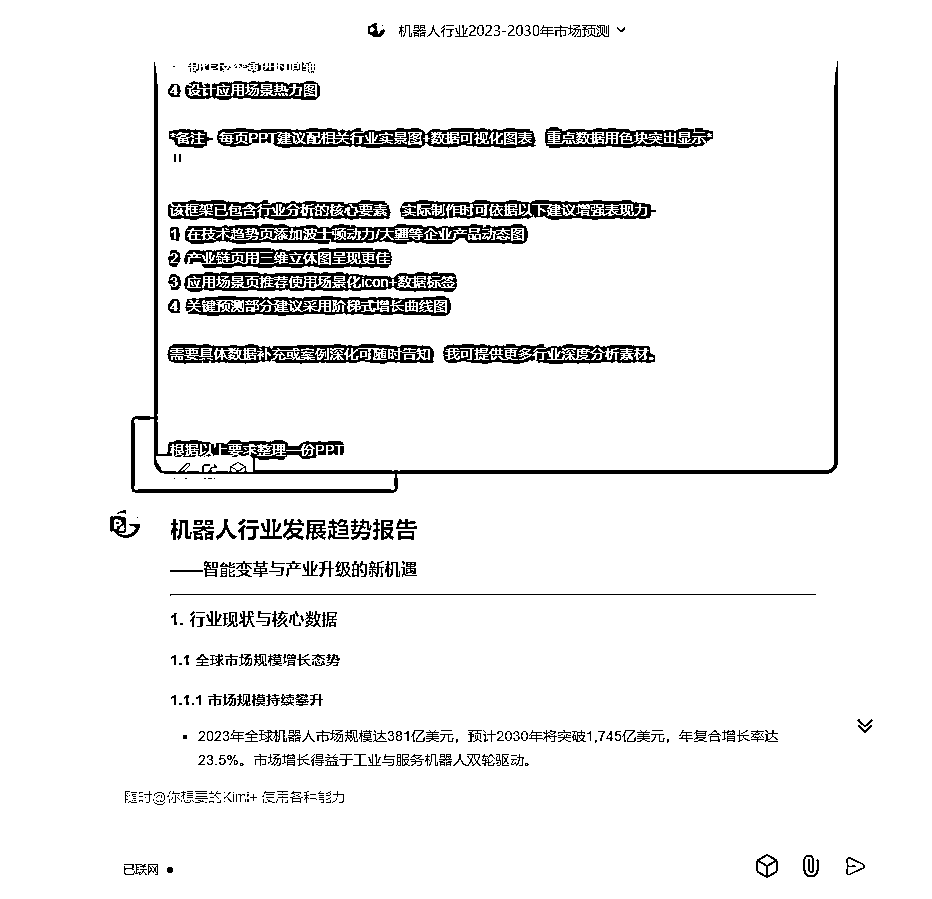 机器人行业2023-2030年市场预测
4 设计应用场景热力图
*备注- 每页PPT建议配相关行业实景图+数据可视化图表 重点数据用色块突出显示*
该框架已包含行业分析的核心要素 实际制作时可依据以下建议增强表现力-
1 在技术趋势页添加波士顿动力/大疆等企业产品动态图
2 产业链页用三维立体图呈现更佳
3 应用场景页推荐使用场景化icon+数据标签
4 关键预测部分建议采用阶梯式增长曲线图
需要具体数据补充或案例深化可随时告知 我可提供更多行业深度分析素材.
根据以上要求整理一份PPT
机器人行业发展趋势报告
——智能变革与产业升级的新机遇
1. 行业现状与核心数据
1.1 全球市场规模增长态势
1.1.1 市场规模持续攀升
• 2023年全球机器人市场规模达381亿美元，预计2030年将突破1,745亿美元，年复合增长率达
23.5%。市场增长得益于工业与服务机器人双轮驱动。
随时@你想要的Kimi+ 使用各种能力
已联网